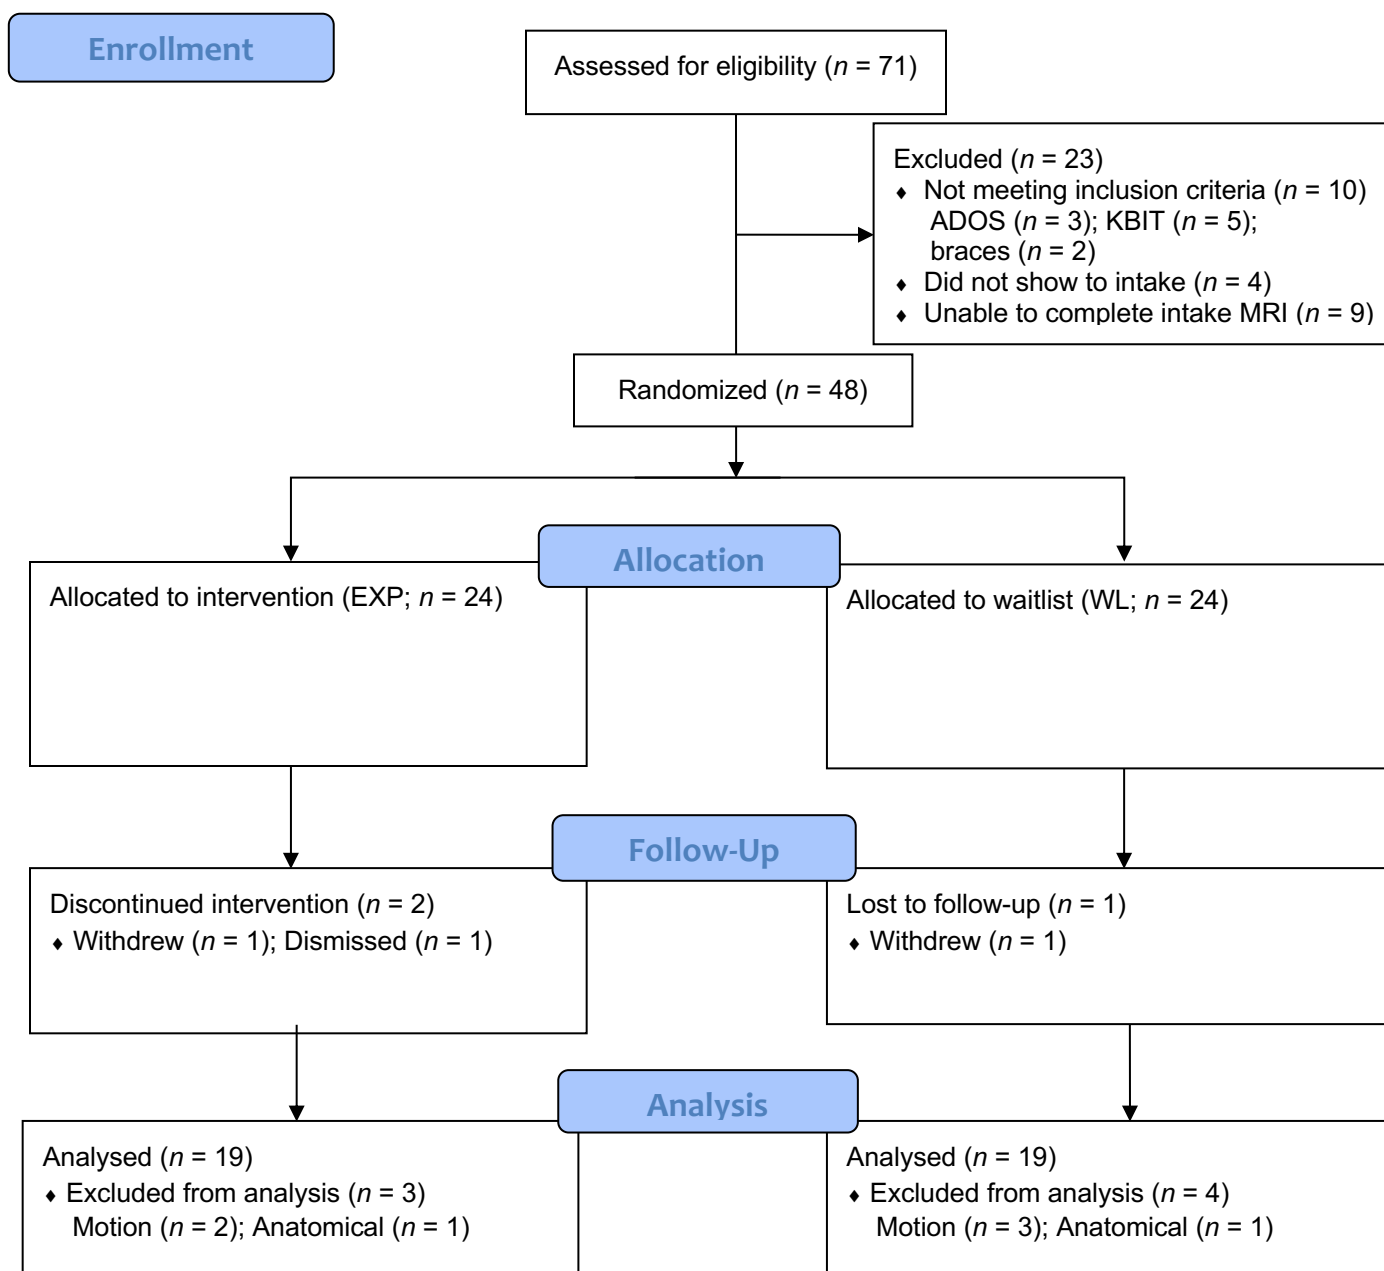 Enrollment
Assessed for eligibility (n = 71)
Excluded (n = 23)
♦ Not meeting inclusion criteria (n = 10)
ADOS (n = 3); KBIT (n = 5);
braces (n = 2)
♦ Did not show to intake (n = 4)
♦ Unable to complete intake MRI (n = 9)
Randomized (n = 48)
Allocation
Allocated to intervention (EXP; n = 24)
Allocated to waitlist (WL; n = 24)
Follow-Up
Discontinued intervention (n = 2)
♦ Withdrew (n = 1); Dismissed (n = 1)
Lost to follow-up (n = 1)
♦ Withdrew (n = 1)
Analysis
Analysed (n = 19)
♦ Excluded from analysis (n = 3)
Motion (n = 2); Anatomical (n = 1)
Analysed (n = 19)
♦ Excluded from analysis (n = 4)
Motion (n = 3); Anatomical (n = 1)